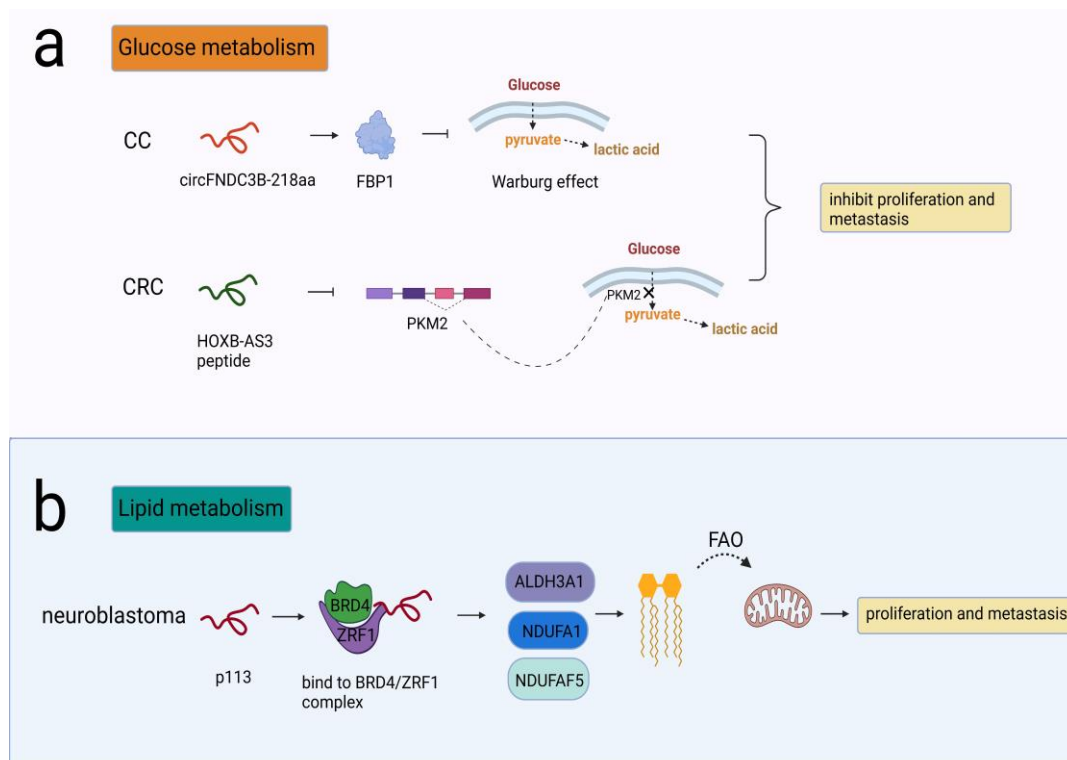 a
Glucose metabolism
CC
circFNDC3B-218aa
FBP1
Glucose
pyruvate
lactic acid
Warburg effect
inhibit proliferation and
metastasis
CRC
HOXB-AS3
peptide
PKM2
Glucose
PKM2
pyruvate
lactic acid
b
Lipid metabolism
neuroblastoma
p113
BRD4
ZRF1
bind to BRD4/ZRF1
complex
ALDH3A1
NDUFA1
NDUFAF5
FAO
proliferation and metastasis